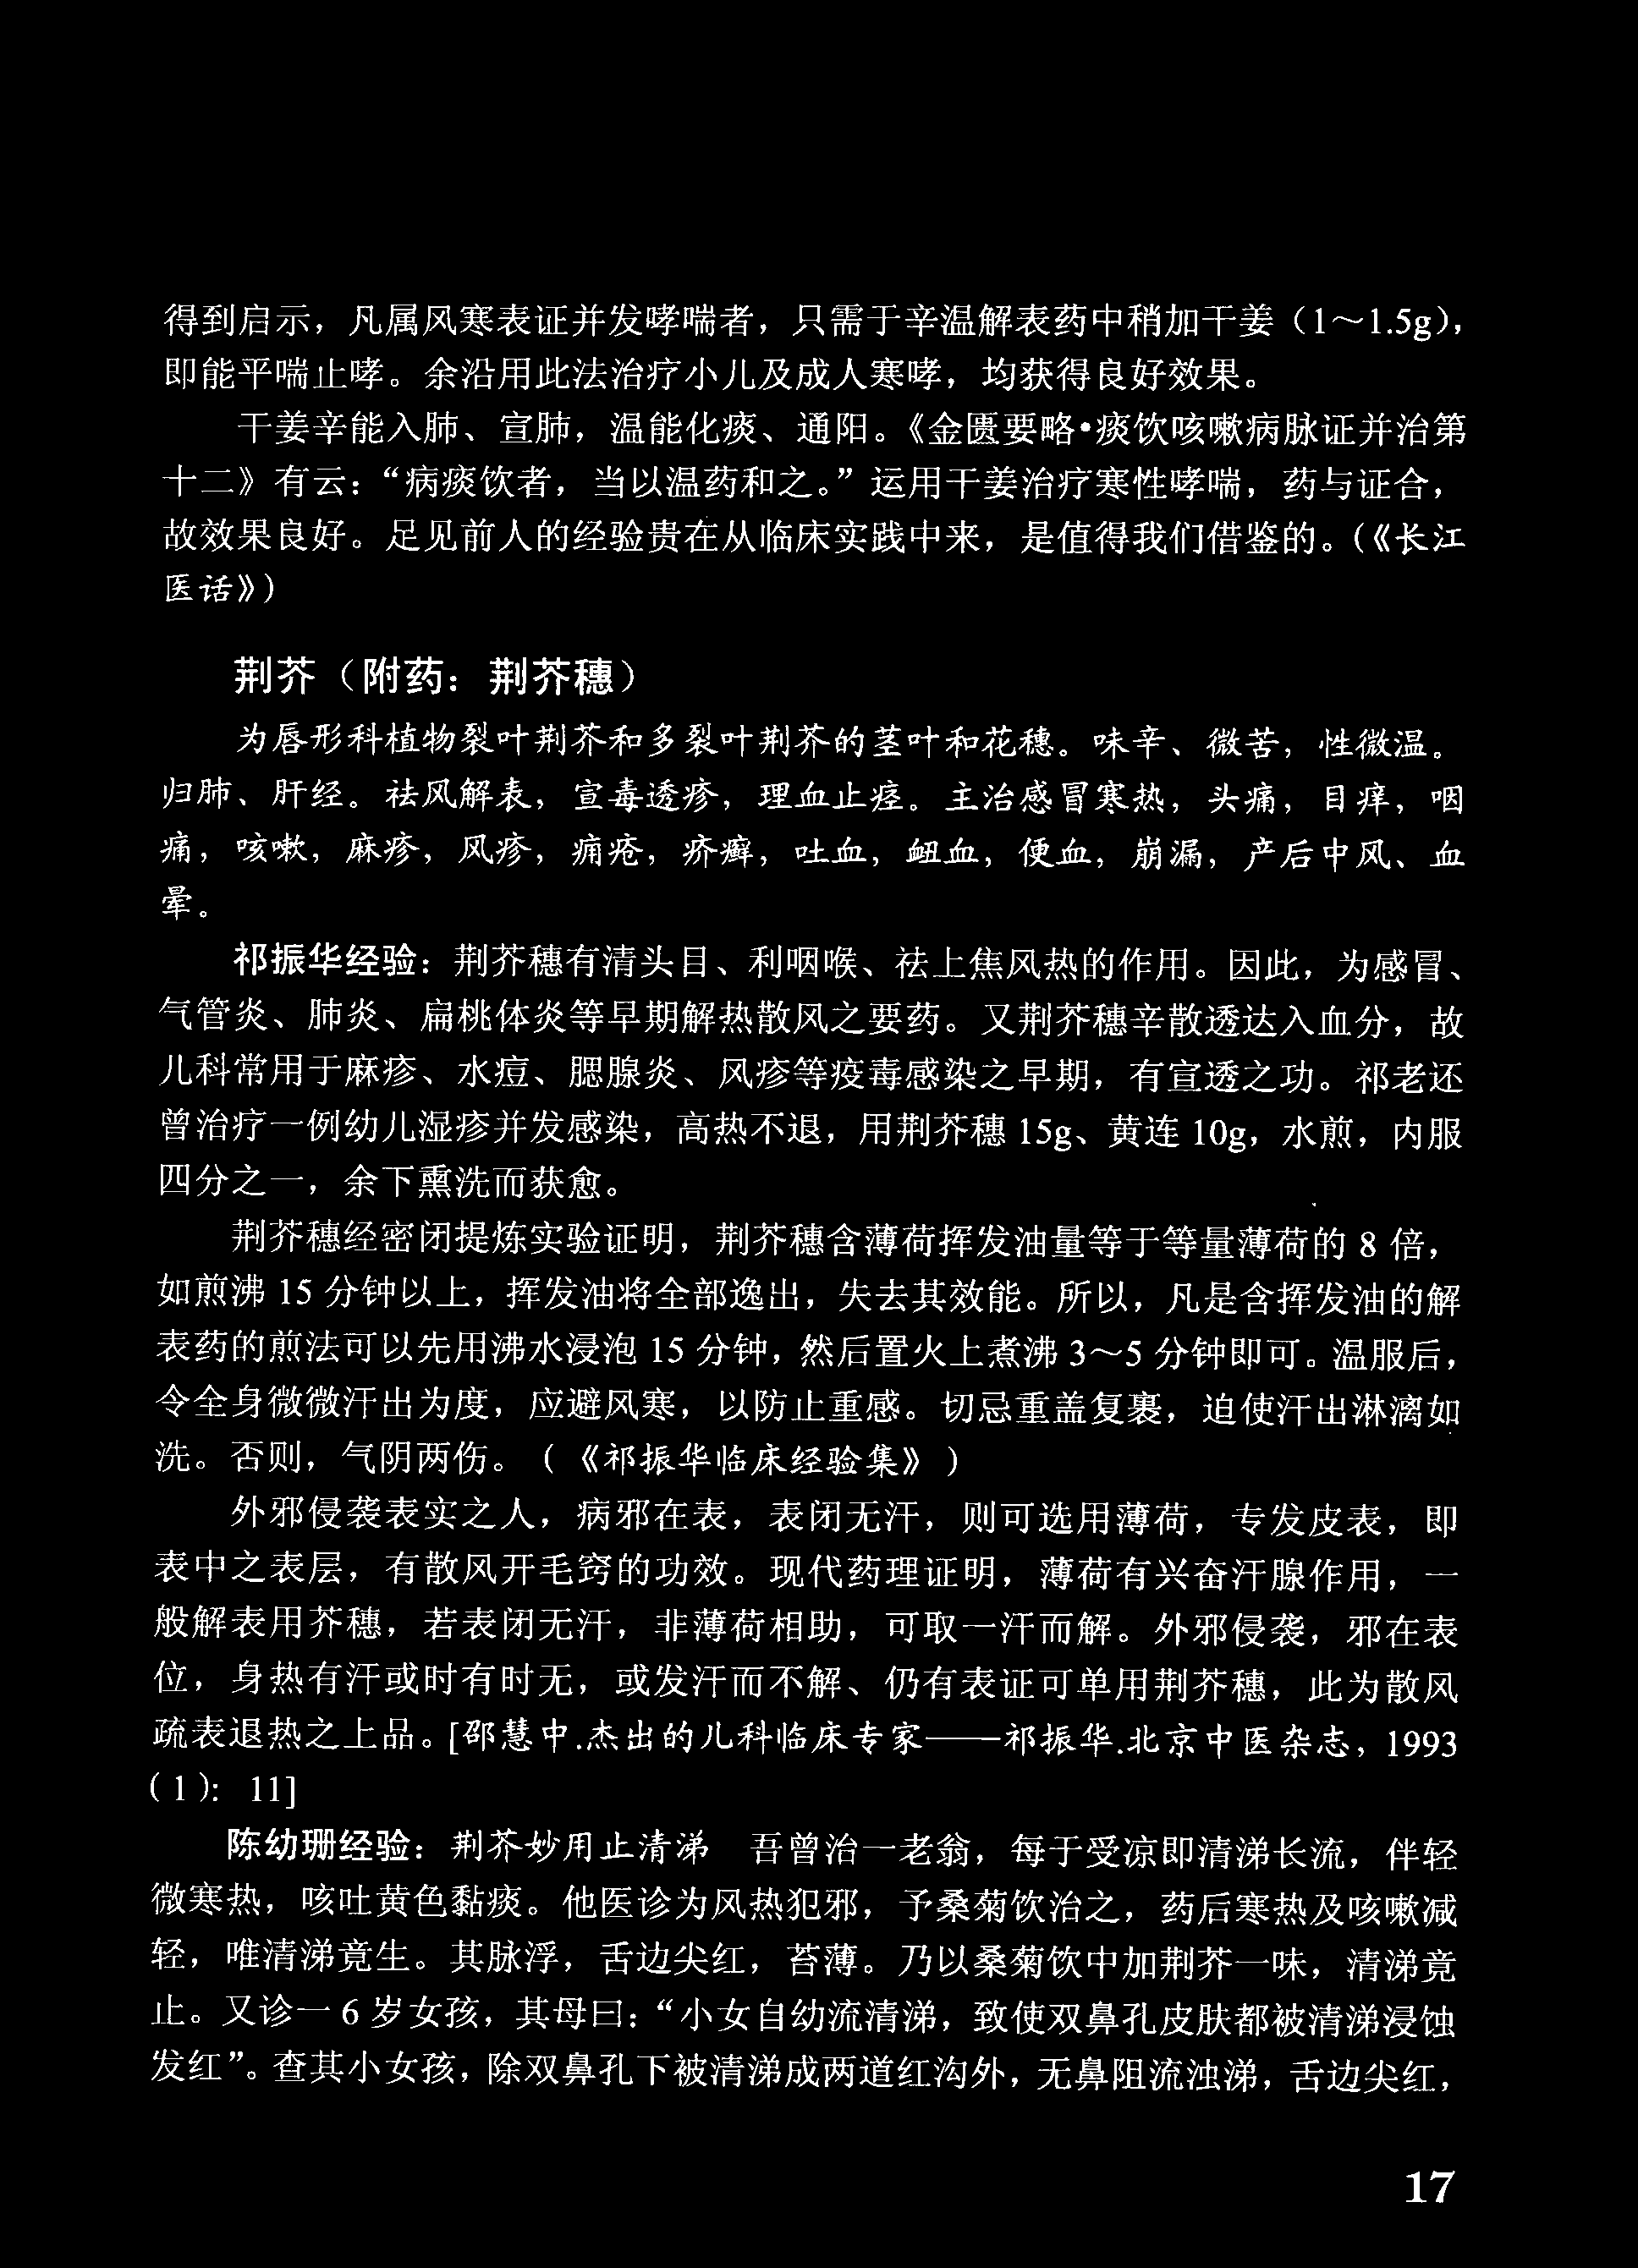 得到启示，凡属风寒表证并发哮喘者，只需于辛温解表药中稍加干姜（1～1.5g），
即能平喘止哮。余沿用此法治疗小儿及成人寒哮，均获得良好效果。
干姜辛能入肺、宣肺，温能化痰、通阳。《金匮要略•痰饮咳嗽病脉证并治第
十二》有云：“病痰饮者，当以温药和之。”运用干姜治疗寒性哮喘，药与证合，
故效果良好。足见前人的经验贵在从临床实践中来，是值得我们借鉴的。（《长江
医话》）
荆芥（附药：荆芥穗）
为唇形科植物裂叶荆芥和多裂叶荆芥的茎叶和花穗。味辛、微苦，性微温。
归肺、肝经。祛风解表，宣毒透疹，理血止痉。主治感冒寒热，头痛，目痒，咽
痛，咳嗽，麻疹，风疹，痈疮，疥癣，吐血，衄血，便血，崩漏，产后中风、血
晕。
祁振华经验：荆芥穗有清头目、利咽喉、祛上焦风热的作用。因此，为感冒、
气管炎、肺炎、扁桃体炎等早期解热散风之要药。又荆芥穗辛散透达入血分，故
儿科常用于麻疹、水痘、腮腺炎、风疹等疫毒感染之早期，有宣透之功。祁老还
曾治疗一例幼儿湿疹并发感染，高热不退，用荆芥穗 15g、黄连 10g，水煎，内服
四分之一，余下熏洗而获愈。
荆芥穗经密闭提炼实验证明，荆芥穗含薄荷挥发油量等于等量薄荷的 8 倍，
如煎沸 15 分钟以上，挥发油将全部逸出，失去其效能。所以，凡是含挥发油的解
表药的煎法可以先用沸水浸泡 15 分钟，然后置火上煮沸 3～5 分钟即可。温服后，
令全身微微汗出为度，应避风寒，以防止重感。切忌重盖复裹，迫使汗出淋漓如
洗。否则，气阴两伤。（《祁振华临床经验集》）
外邪侵袭表实之人，病邪在表，表闭无汗，则可选用薄荷，专发皮表，即
表中之表层，有散风开毛窍的功效。现代药理证明，薄荷有兴奋汗腺作用，一
般解表用芥穗，若表闭无汗，非薄荷相助，可取一汗而解。外邪侵袭，邪在表
位，身热有汗或时有时无，或发汗而不解、仍有表证可单用荆芥穗，此为散风
疏表退热之上品。[邵慧中.杰出的儿科临床专家——祁振华.北京中医杂志，1993
（1）：11]
陈幼珊经验：荆芥妙用止清涕　吾曾治一老翁，每于受凉即清涕长流，伴轻
微寒热，咳吐黄色黏痰。他医诊为风热犯邪，予桑菊饮治之，药后寒热及咳嗽减
轻，唯清涕竟生。其脉浮，舌边尖红，苔薄。乃以桑菊饮中加荆芥一味，清涕竟
止。又诊一 6 岁女孩，其母曰：“小女自幼流清涕，致使双鼻孔皮肤都被清涕浸蚀
发红”。查其小女孩，除双鼻孔下被清涕成两道红沟外，无鼻阻流浊涕，舌边尖红，
17